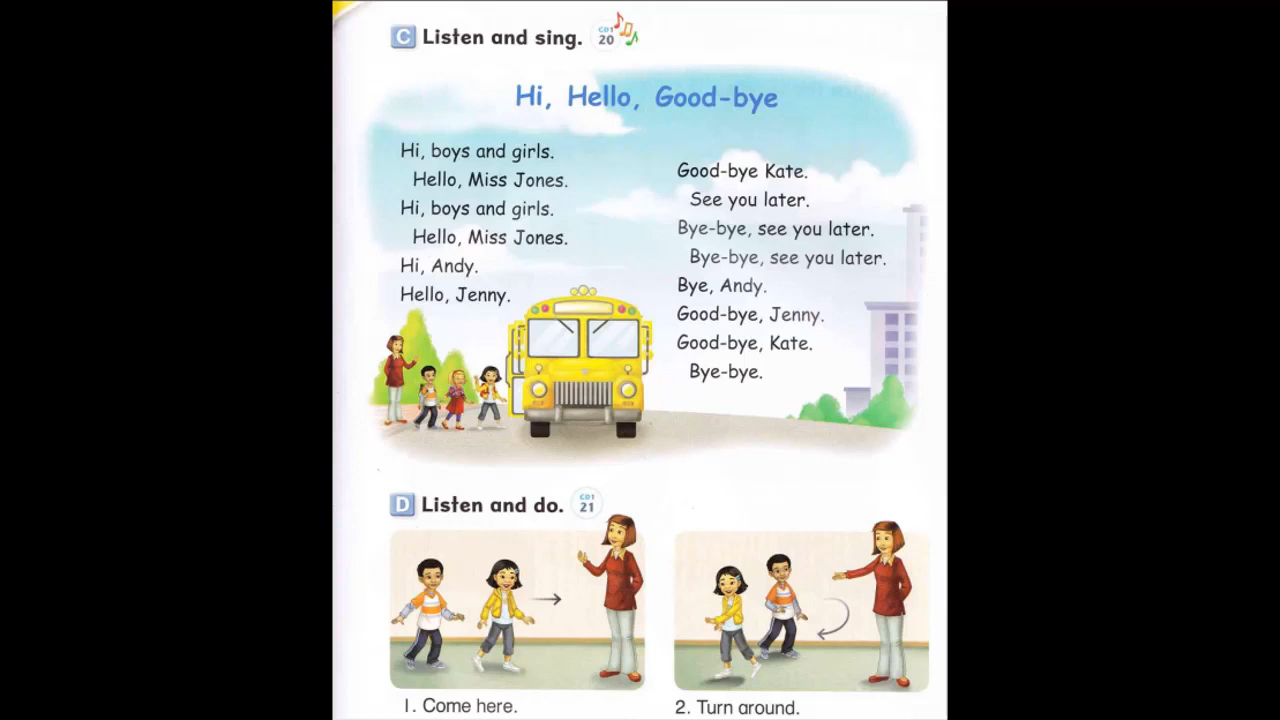 C Listen and sing. CD1 20
Hi, Hello, Good-bye
Hi, boys and girls.
Hello, Miss Jones.
Hi, boys and girls.
Hello, Miss Jones.
Hi, Andy.
Hello, Jenny.
Good-bye Kate.
See you later.
Bye-bye, see you later.
Bye-bye, see you later.
Bye, Andy.
Good-bye, Jenny.
Good-bye, Kate.
Bye-bye.
D Listen and do. CD1 21
1. Come here.
2. Turn around.